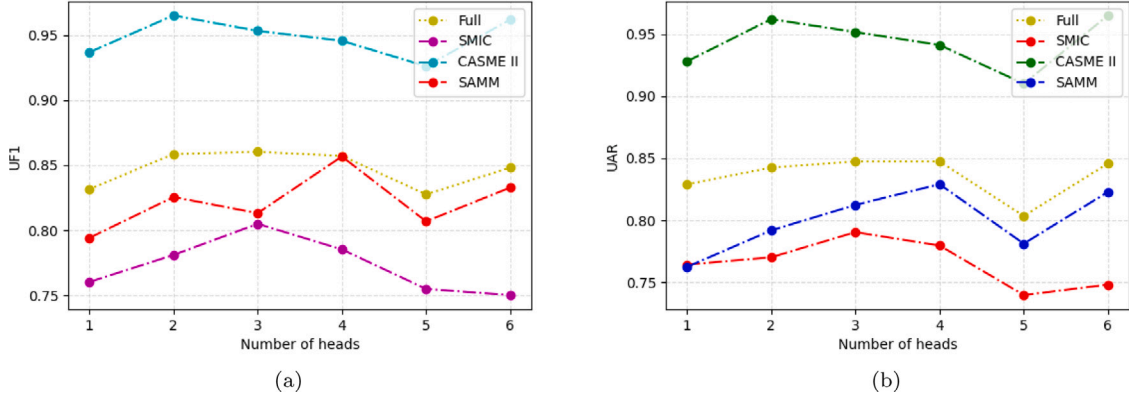 Full
SMIC
CASME II
SAMM
0.95
0.90
0.85
0.80
0.75
UF1
1 2 3 4 5 6
Number of heads
(a)
Full
SMIC
CASME II
SAMM
0.95
0.90
0.85
0.80
0.75
UAR
1 2 3 4 5 6
Number of heads
(b)